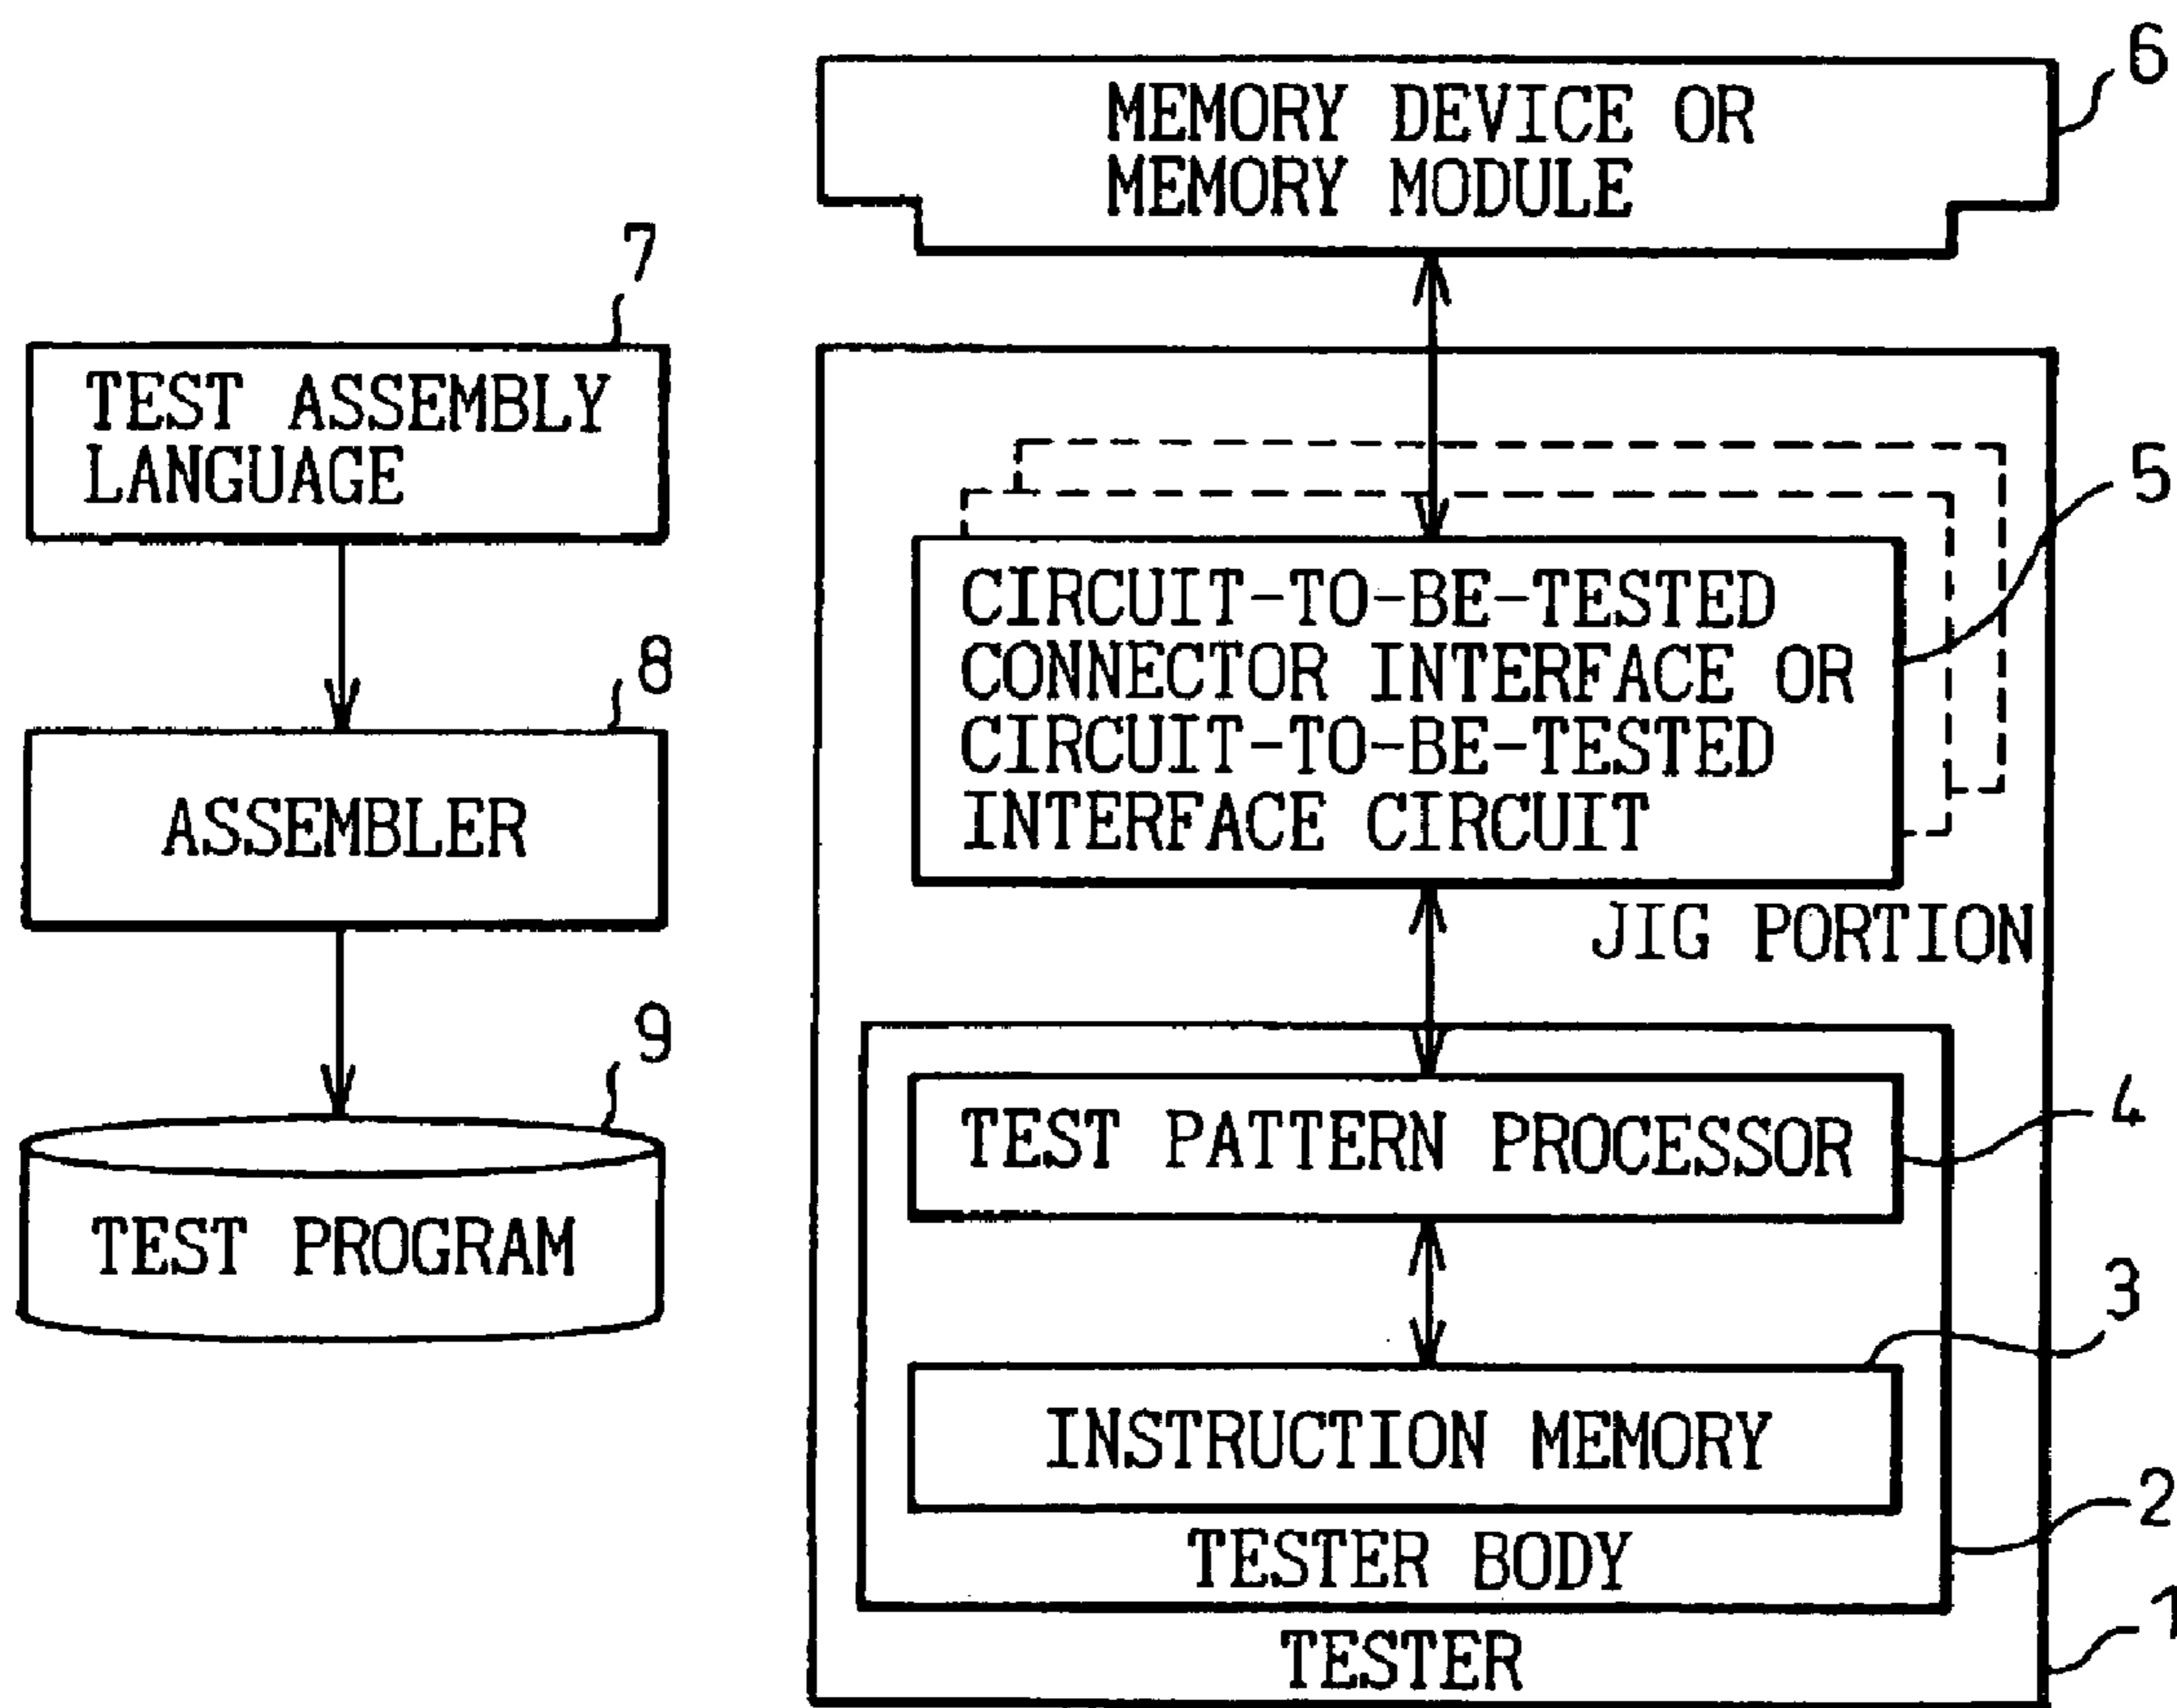 6
MEMORY DEVICE OR
MEMORY MODULE
7
TEST ASSEMBLY
LANGUAGE
5
CIRCUIT-TO-BE-TESTED
CONNECTOR INTERFACE OR
CIRCUIT-TO-BE-TESTED
INTERFACE CIRCUIT
8
ASSEMBLER
JIG PORTION
9
TEST PROGRAM
4
TEST PATTERN PROCESSOR
3
INSTRUCTION MEMORY
2
TESTER BODY
1
TESTER